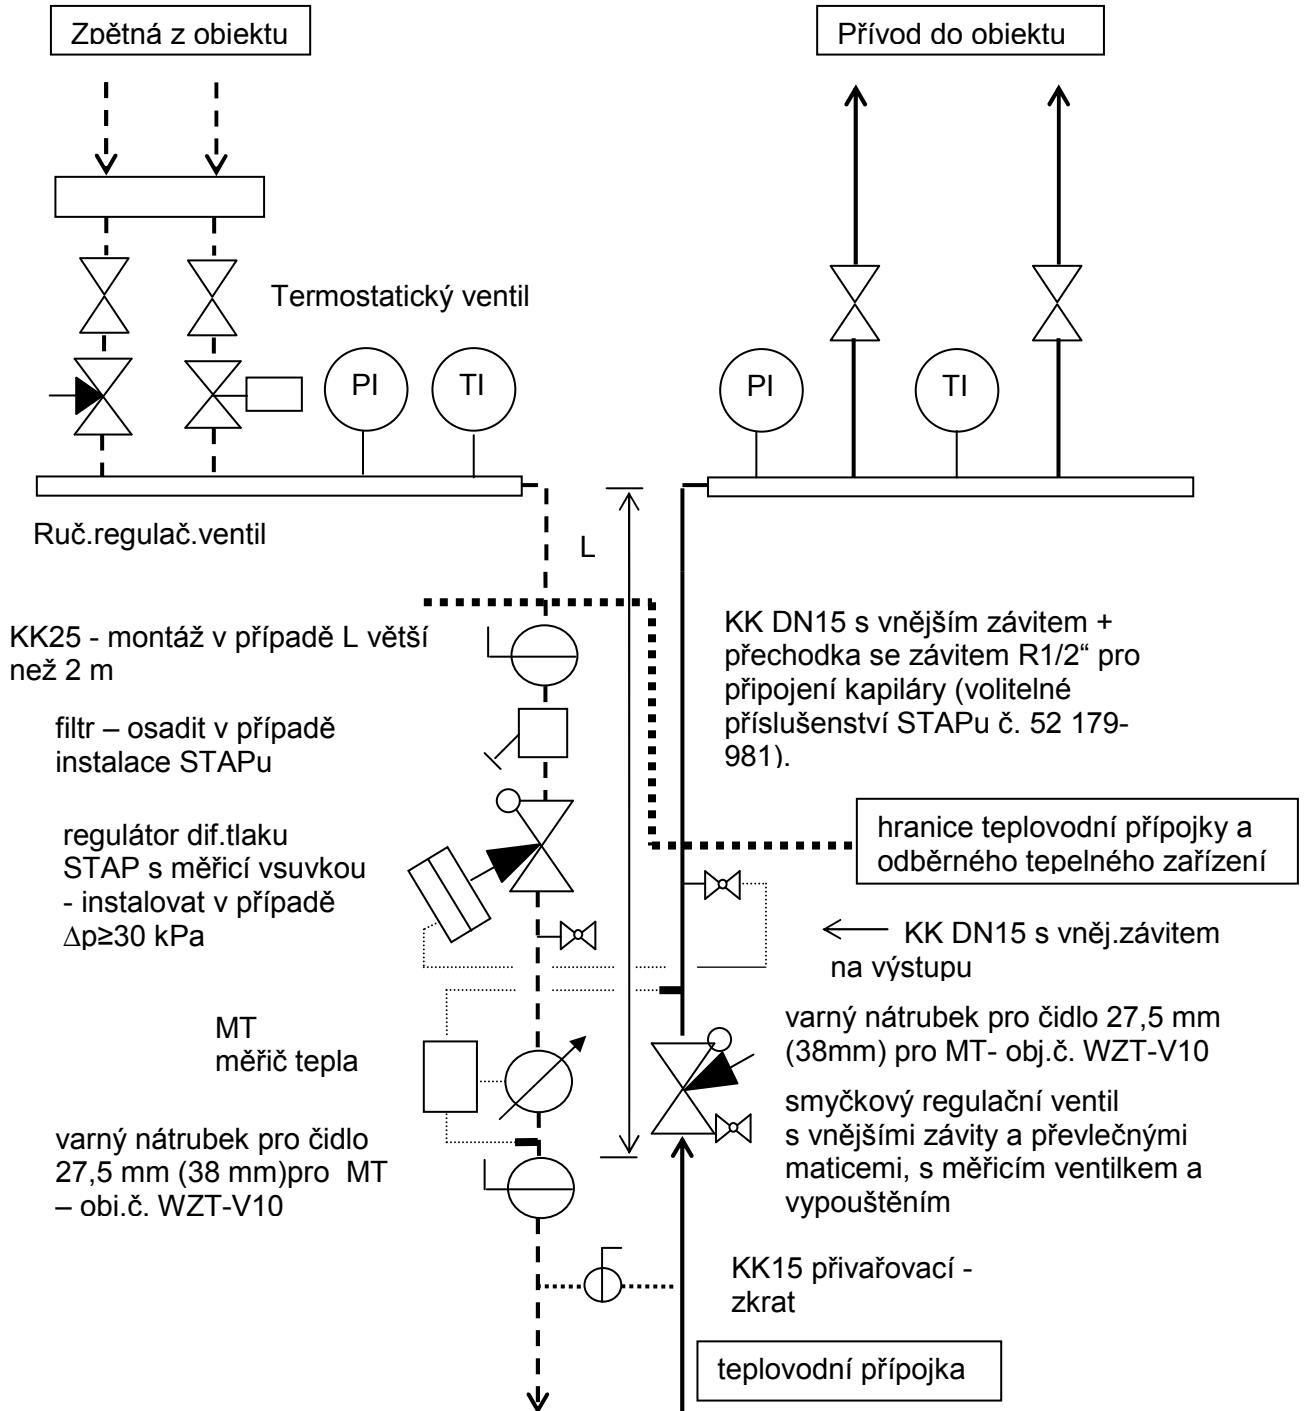 Zpětná z objektu
Přívod do objektu
Termostatický ventil
PI
TI
PI
TI
Ruč.regulač.ventil
L
KK25 - montáž v případě L větší
než 2 m
filtr – osadit v případě
instalace STAPu
regulátor dif.tlaku
STAP s měřicí vsuvkou
- instalovat v případě
Δp≥30 kPa
MT
měřič tepla
varný nátrubek pro čidlo
27,5 mm (38 mm)pro MT
– obj.č. WZT-V10
KK DN15 s vnějším závitem +
přechodka se závitem R1/2“ pro
připojení kapiláry (volitelné
příslušenství STAPu č. 52 179-
981).
hranice teplovodní přípojky a
odběrného tepelného zařízení
KK DN15 s vněj.závitem
na výstupu
varný nátrubek pro čidlo 27,5 mm
(38mm) pro MT- obj.č. WZT-V10
smyčkový regulační ventil
s vnějšími závity a převlečnými
maticemi, s měřicím ventilkem a
vypouštěním
KK15 přivařovací -
zkrat
teplovodní přípojka